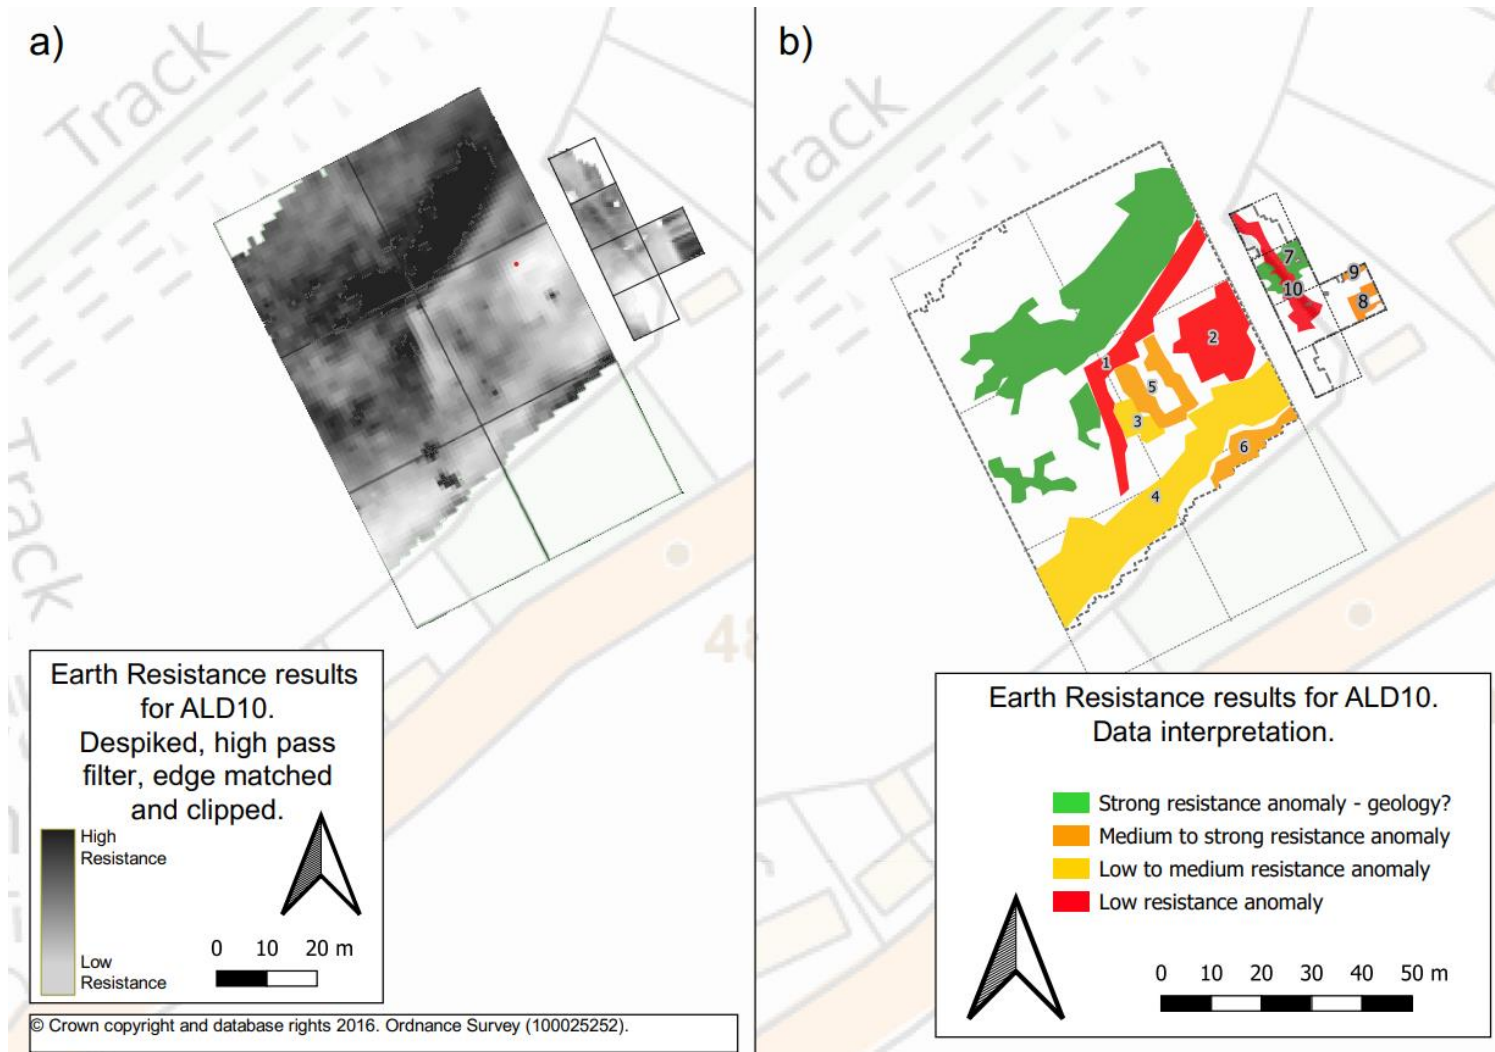 a)
Track
Track
Earth Resistance results
for ALD10.
Despiked, high pass
filter, edge matched
and clipped.
High
Resistance
Low
Resistance
0 10 20 m
© Crown copyright and database rights 2016. Ordnance Survey (100025252).
b)
rack
1
2
3
4
5
6
7
8
9
10
Earth Resistance results for ALD10.
Data interpretation.
Strong resistance anomaly - geology?
Medium to strong resistance anomaly
Low to medium resistance anomaly
Low resistance anomaly
0 10 20 30 40 50 m